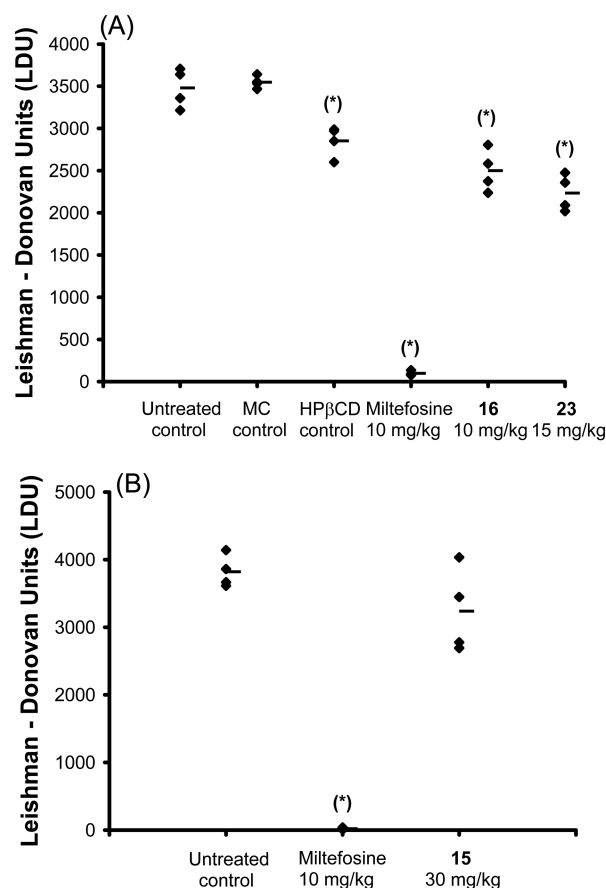 (A)
Leishman - Donovan Units (LDU)
4000
3500
3000
2500
2000
1500
1000
500
0
(*)
(*)
(*)
(*)
Untreated control
MC control
HPβCD control
Miltefosine 10 mg/kg
16 10 mg/kg
23 15 mg/kg
(B)
Leishman - Donovan Units (LDU)
5000
4000
3000
2000
1000
0
(*)
Untreated control
Miltefosine 10 mg/kg
15 30 mg/kg